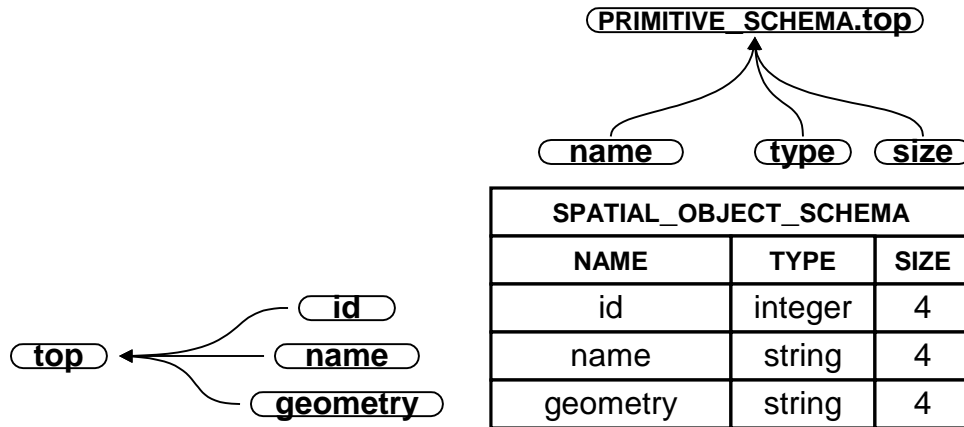 PRIMITIVE_SCHEMA.top
name type size
SPATIAL_OBJECT_SCHEMA
NAME TYPE SIZE
id integer 4
name string 4
geometry string 4
id
top name
geometry